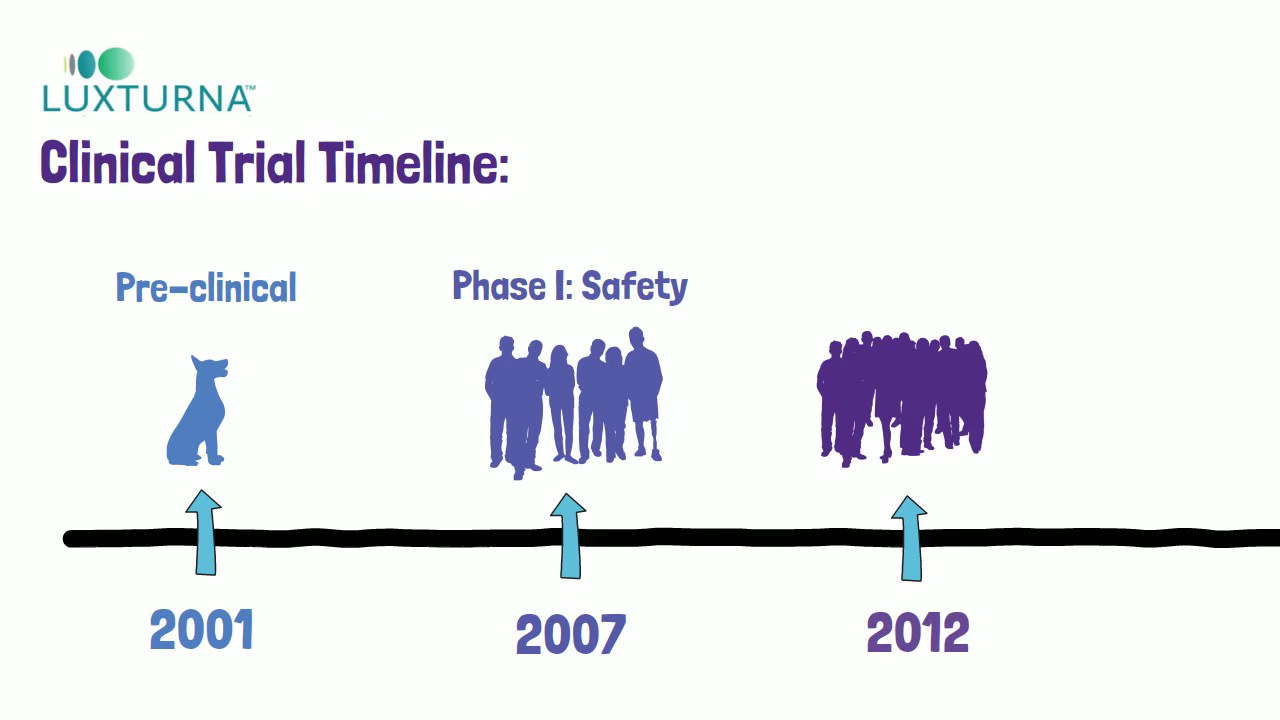 LUXTURNA™
Clinical Trial Timeline:
Pre-clinical
Phase I: Safety
2001
2007
2012